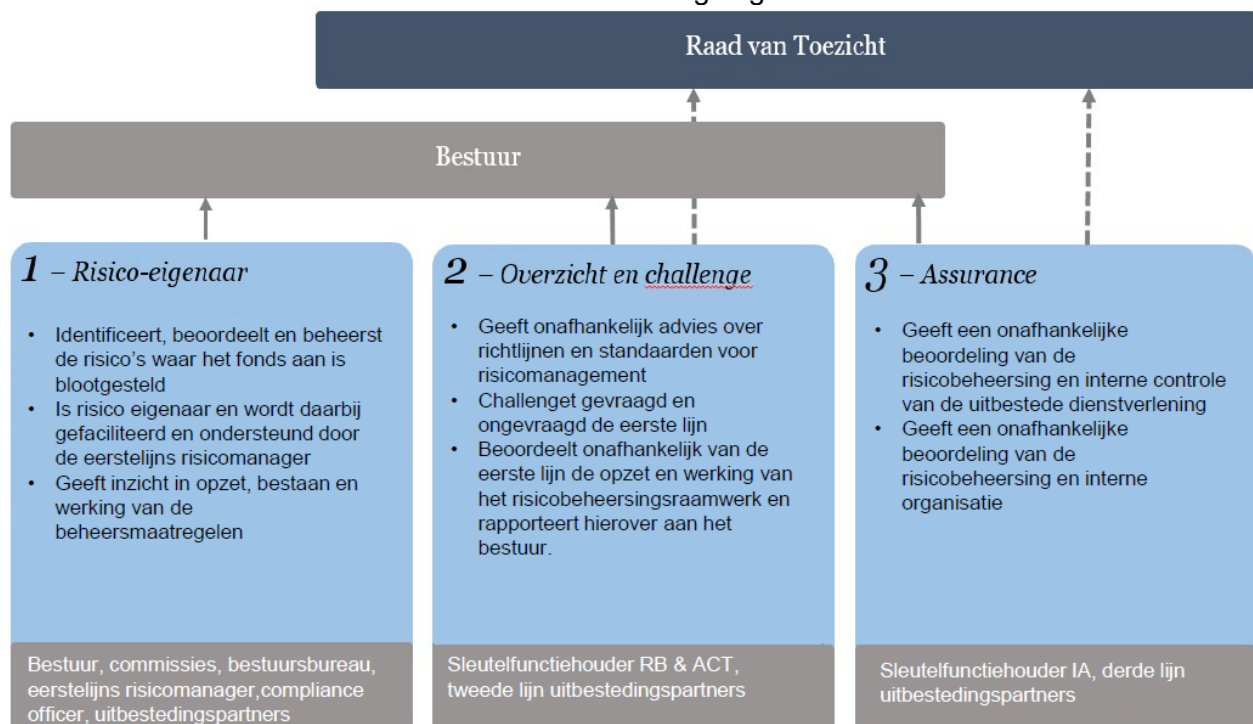 Raad van Toezicht
Bestuur
1 – Risico-eigenaar
• Identificeert, beoordeelt en beheerst
de risico's waar het fonds aan is
blootgesteld
• Is risico eigenaar en wordt daarbij
gefaciliteerd en ondersteund door
de eerstelijns risicomanager
• Geeft inzicht in opzet, bestaan en
werking van de
beheersmaatregelen
Bestuur, commissies, bestuursbureau,
eerstelijns risicomanager,compliance
officer, uitbestedingspartners
2 – Overzicht en challenge
• Geeft onafhankelijk advies over
richtlijnen en standaarden voor
risicomanagement
• Challenget gevraagd en
ongevraagd de eerste lijn
• Beoordeelt onafhankelijk van de
eerste lijn de opzet en werking van
het risicobeheersingsraamwerk en
rapporteert hierover aan het
bestuur.
Sleutelfunctiehouder RB & ACT,
tweede lijn uitbestedingspartners
3 – Assurance
• Geeft een onafhankelijke
beoordeling van de
risicobeheersing en interne controle
van de uitbestede dienstverlening
• Geeft een onafhankelijke
beoordeling van de
risicobeheersing en interne
organisatie
Sleutelfunctiehouder IA, derde lijn
uitbestedingspartners